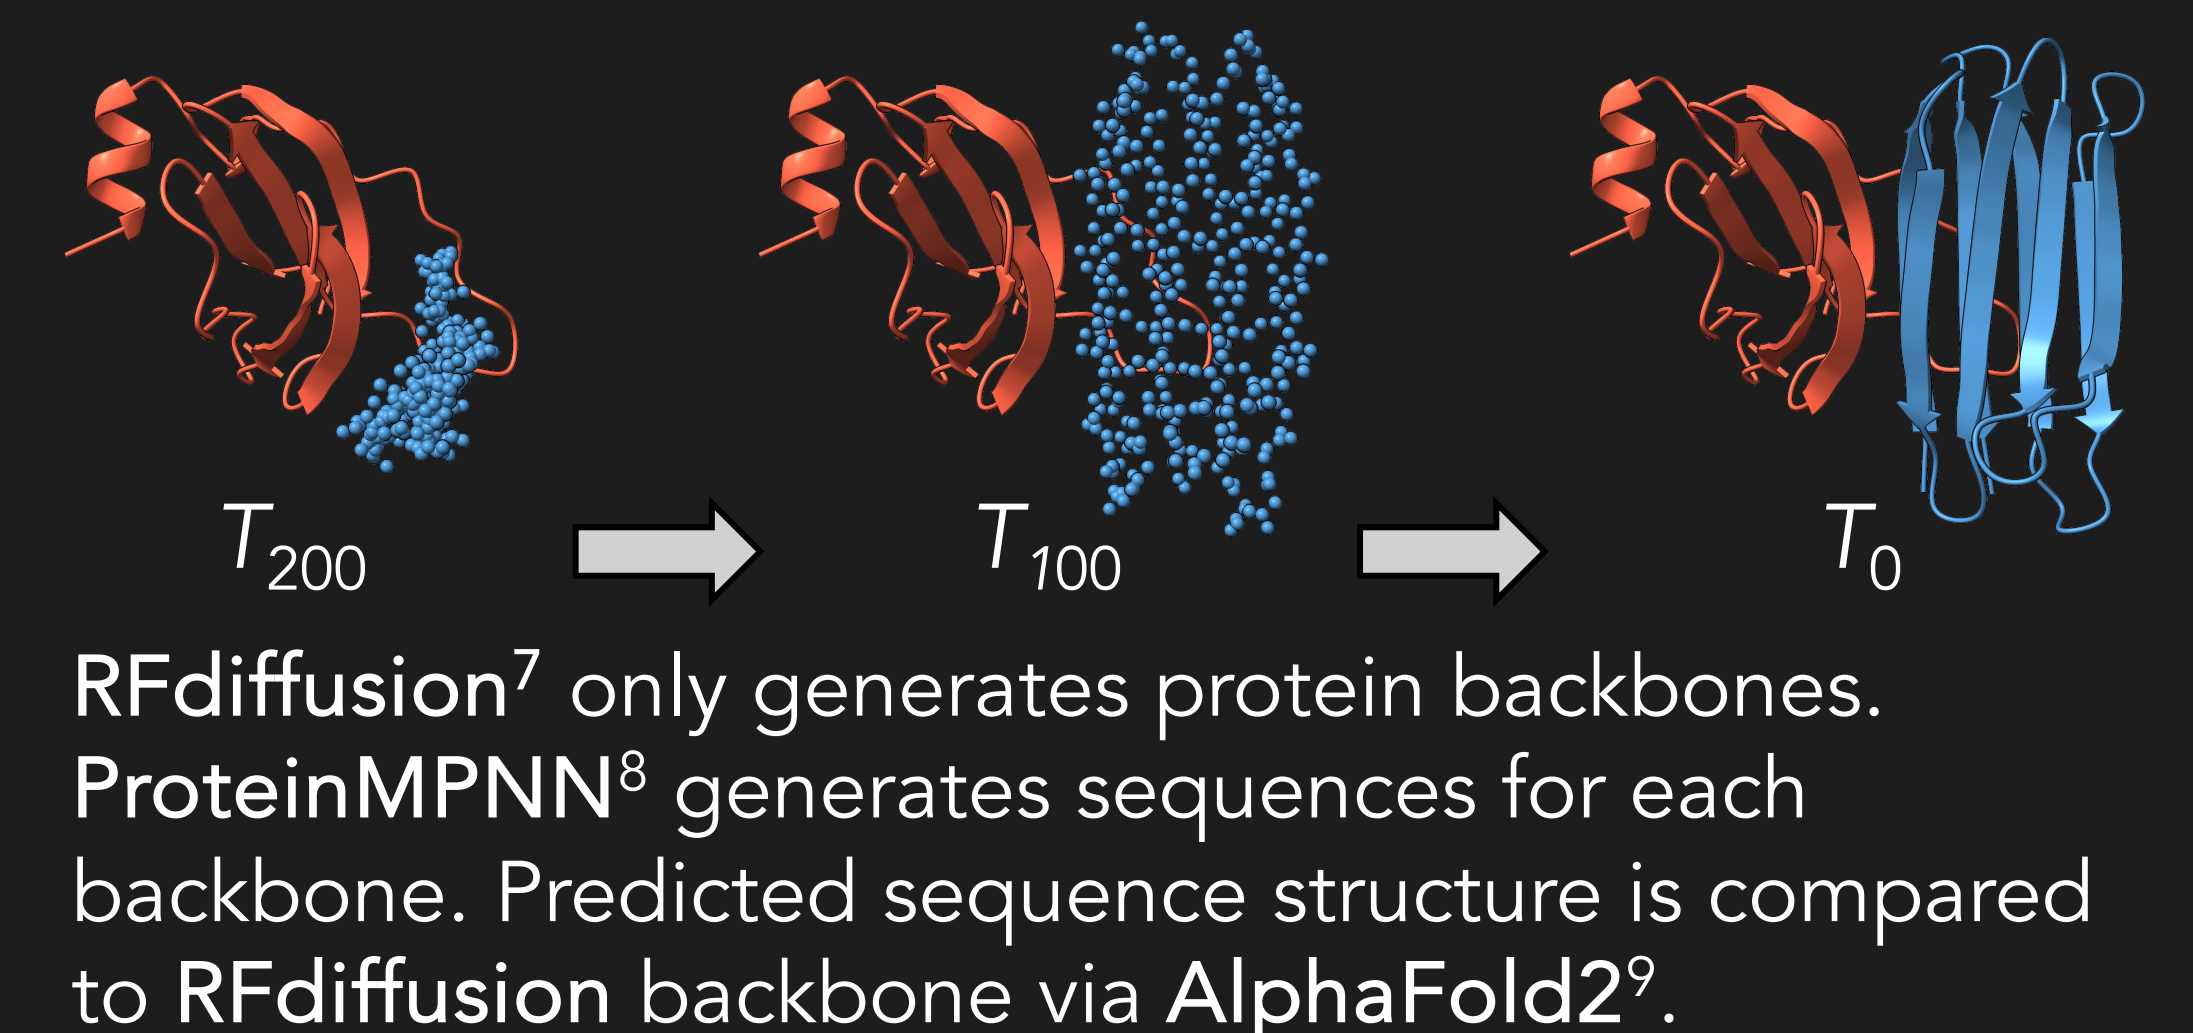 T200
T100
T0
RFdiffusion⁷ only generates protein backbones.
ProteinMPNN⁸ generates sequences for each
backbone. Predicted sequence structure is compared
to RFdiffusion backbone via AlphaFold2⁹.